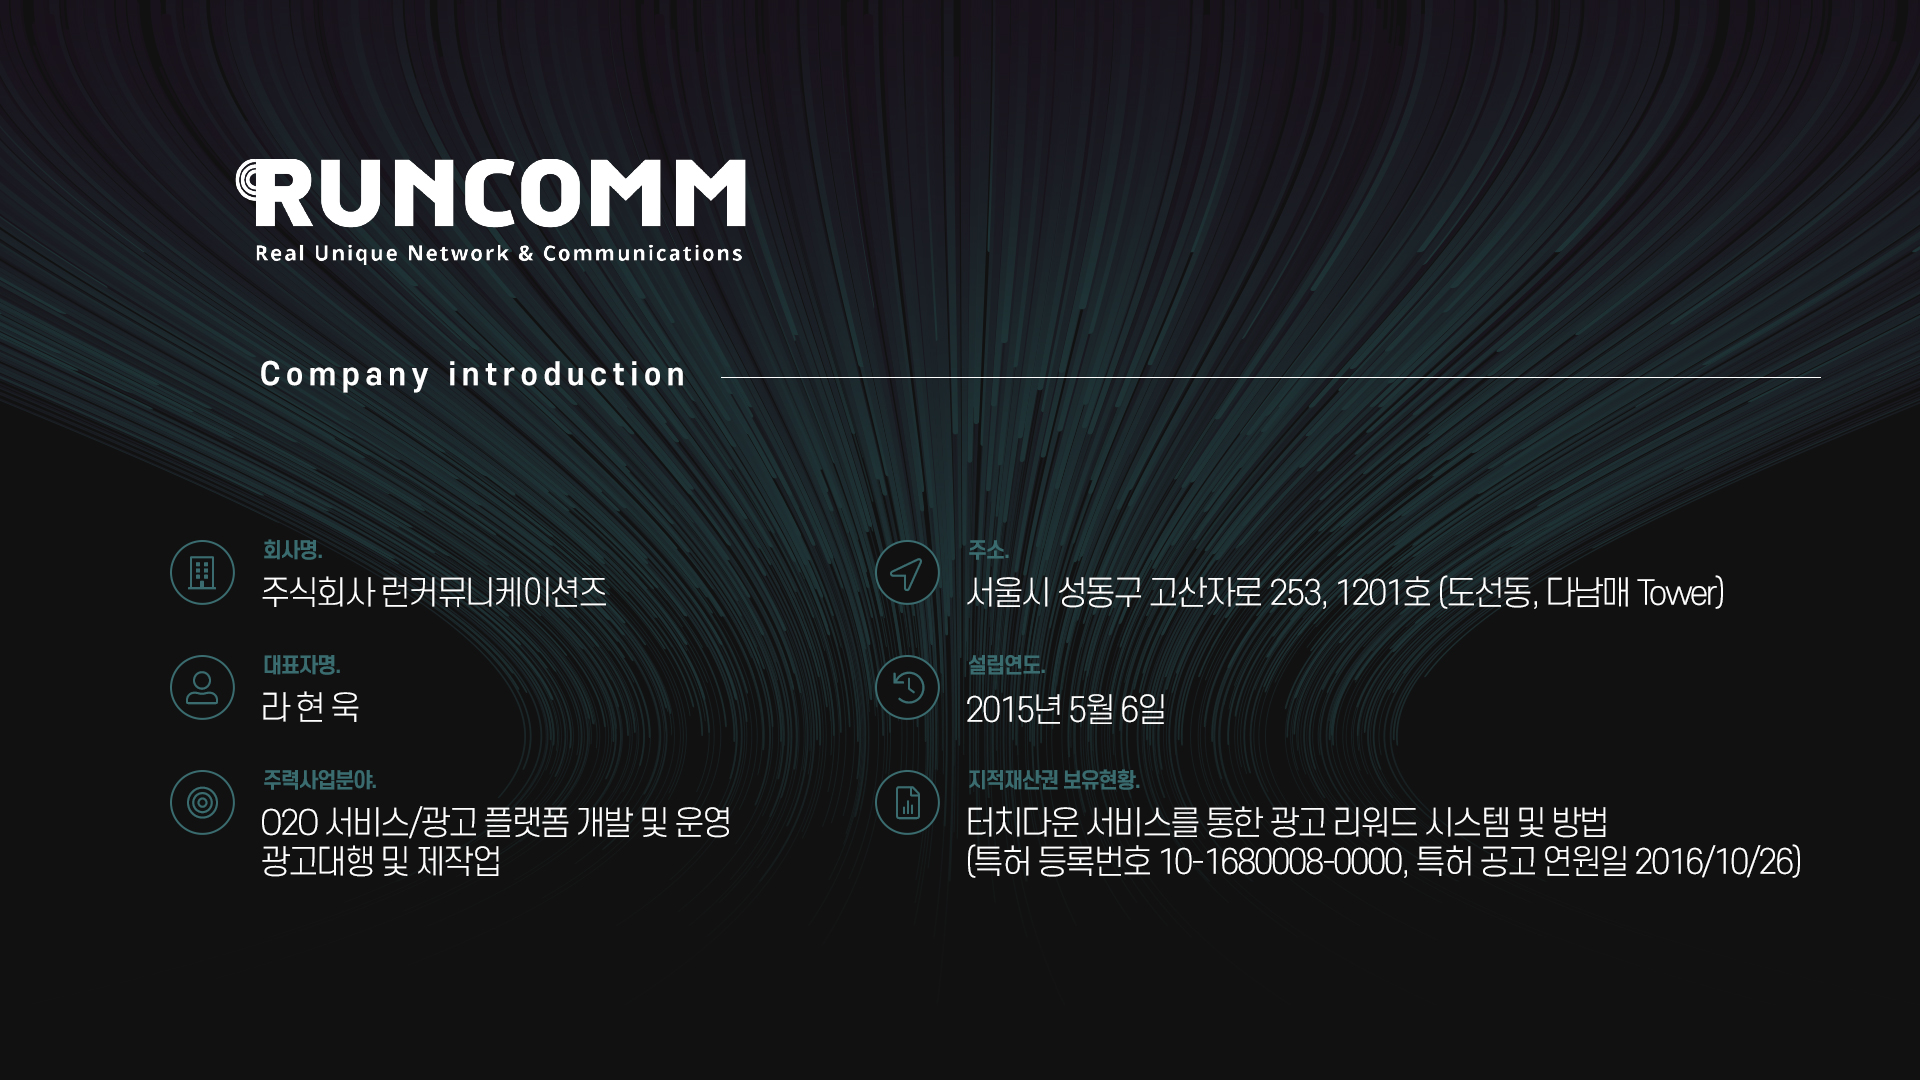 RUNCOMM
Real Unique Network & Communications
Company introduction
회사명.
주식회사 런커뮤니케이션즈
대표자명.
라 현 욱
주력사업분야.
O2O 서비스/광고 플랫폼 개발 및 운영
광고대행 및 제작업
주소.
서울시 성동구 고산자로 253, 1201호 (도선동, 다남매 Tower)
설립연도.
2015년 5월 6일
지적재산권 보유현황.
터치다운 서비스를 통한 광고 리워드 시스템 및 방법
(특허 등록번호 10-1680008-0000, 특허 공고 연원일 2016/10/26)